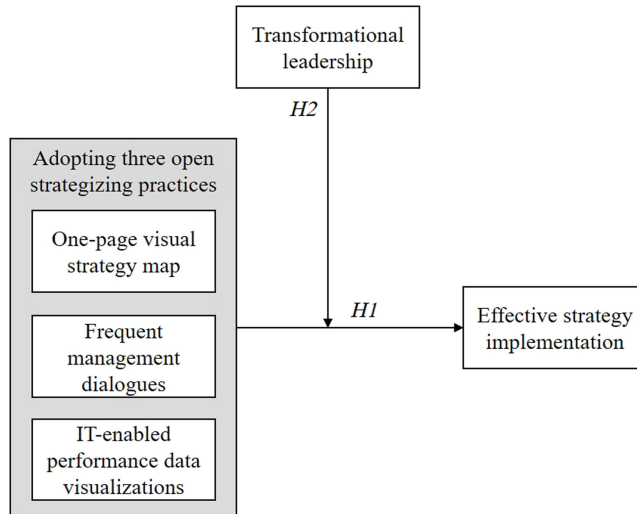 Transformational
leadership
H2
Adopting three open
strategizing practices
One-page visual
strategy map
H1
Effective strategy
implementation
Frequent
management
dialogues
IT-enabled
performance data
visualizations